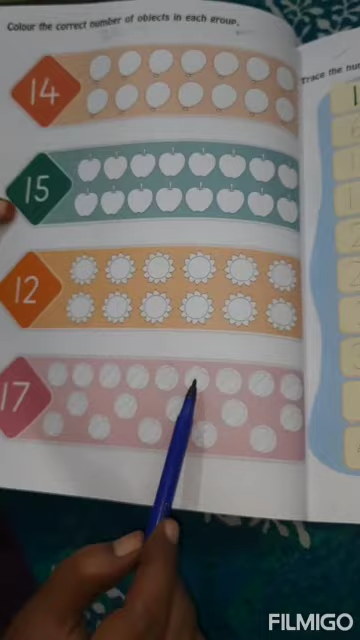 Colour the correct number of objects in each group.
Trace the nu
14
15
12
17
FILMIGO